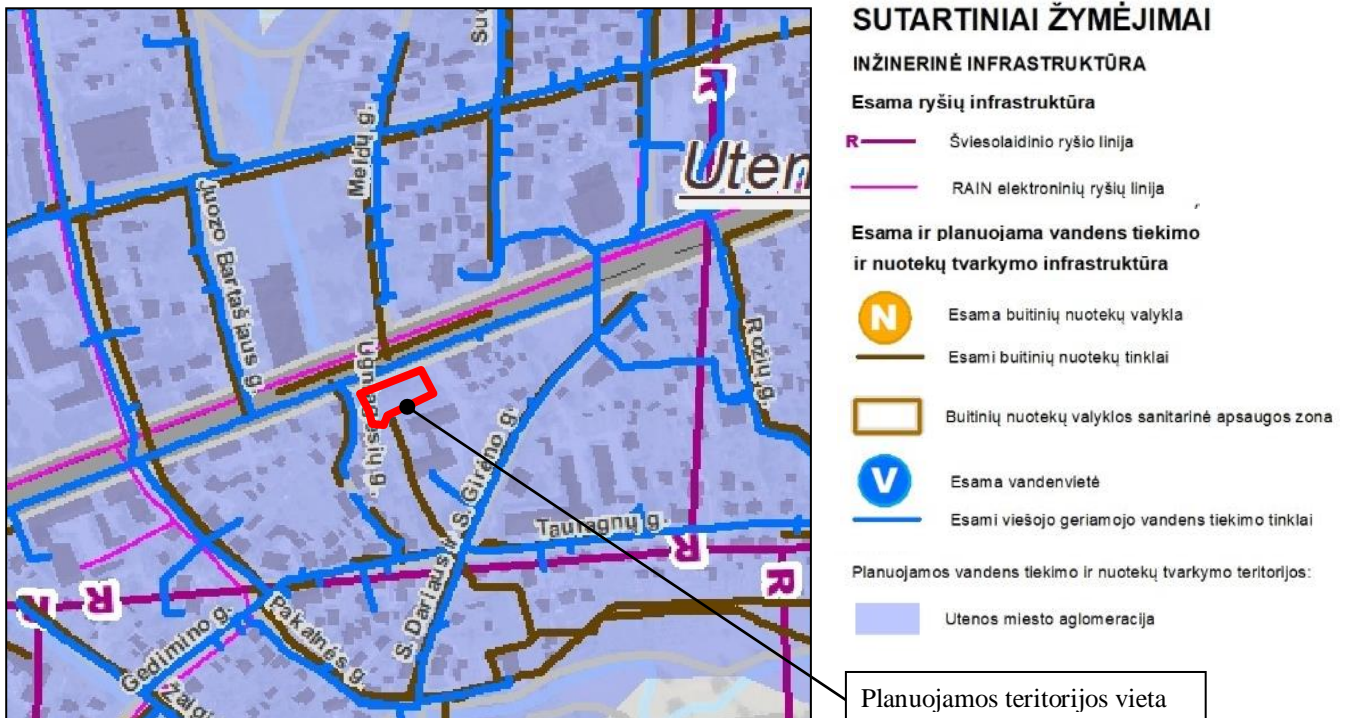 SUTARTINIAI ŽYMĖJIMAI
INŽINERINĖ INFRASTRUKTŪRA
Esama ryšių infrastruktūra
R
Šviesolaidinio ryšio linija
RAIN elektroninių ryšių linija
Esama ir planuojama vandens tiekimo
ir nuotekų tvarkymo infrastruktūra
N
Esama buitinių nuotekų valykla
Esami buitinių nuotekų tinklai
Buitinių nuotekų valyklos sanitarinė apsaugos zona
V
Esama vandenvietė
Esami viešojo geriamojo vandens tiekimo tinklai
Planuojamos vandens tiekimo ir nuotekų tvarkymo teritorijos:
Utenos miesto aglomeracija
Planuojamos teritorijos vieta
R
Uten
Meldų g.
Juozo Bartašiaus g.
Rožių g.
S. Dariaus ir S. Girėno g.
Tauragnų g.
R
R
R
Gedimino g.
Pakalnės g.